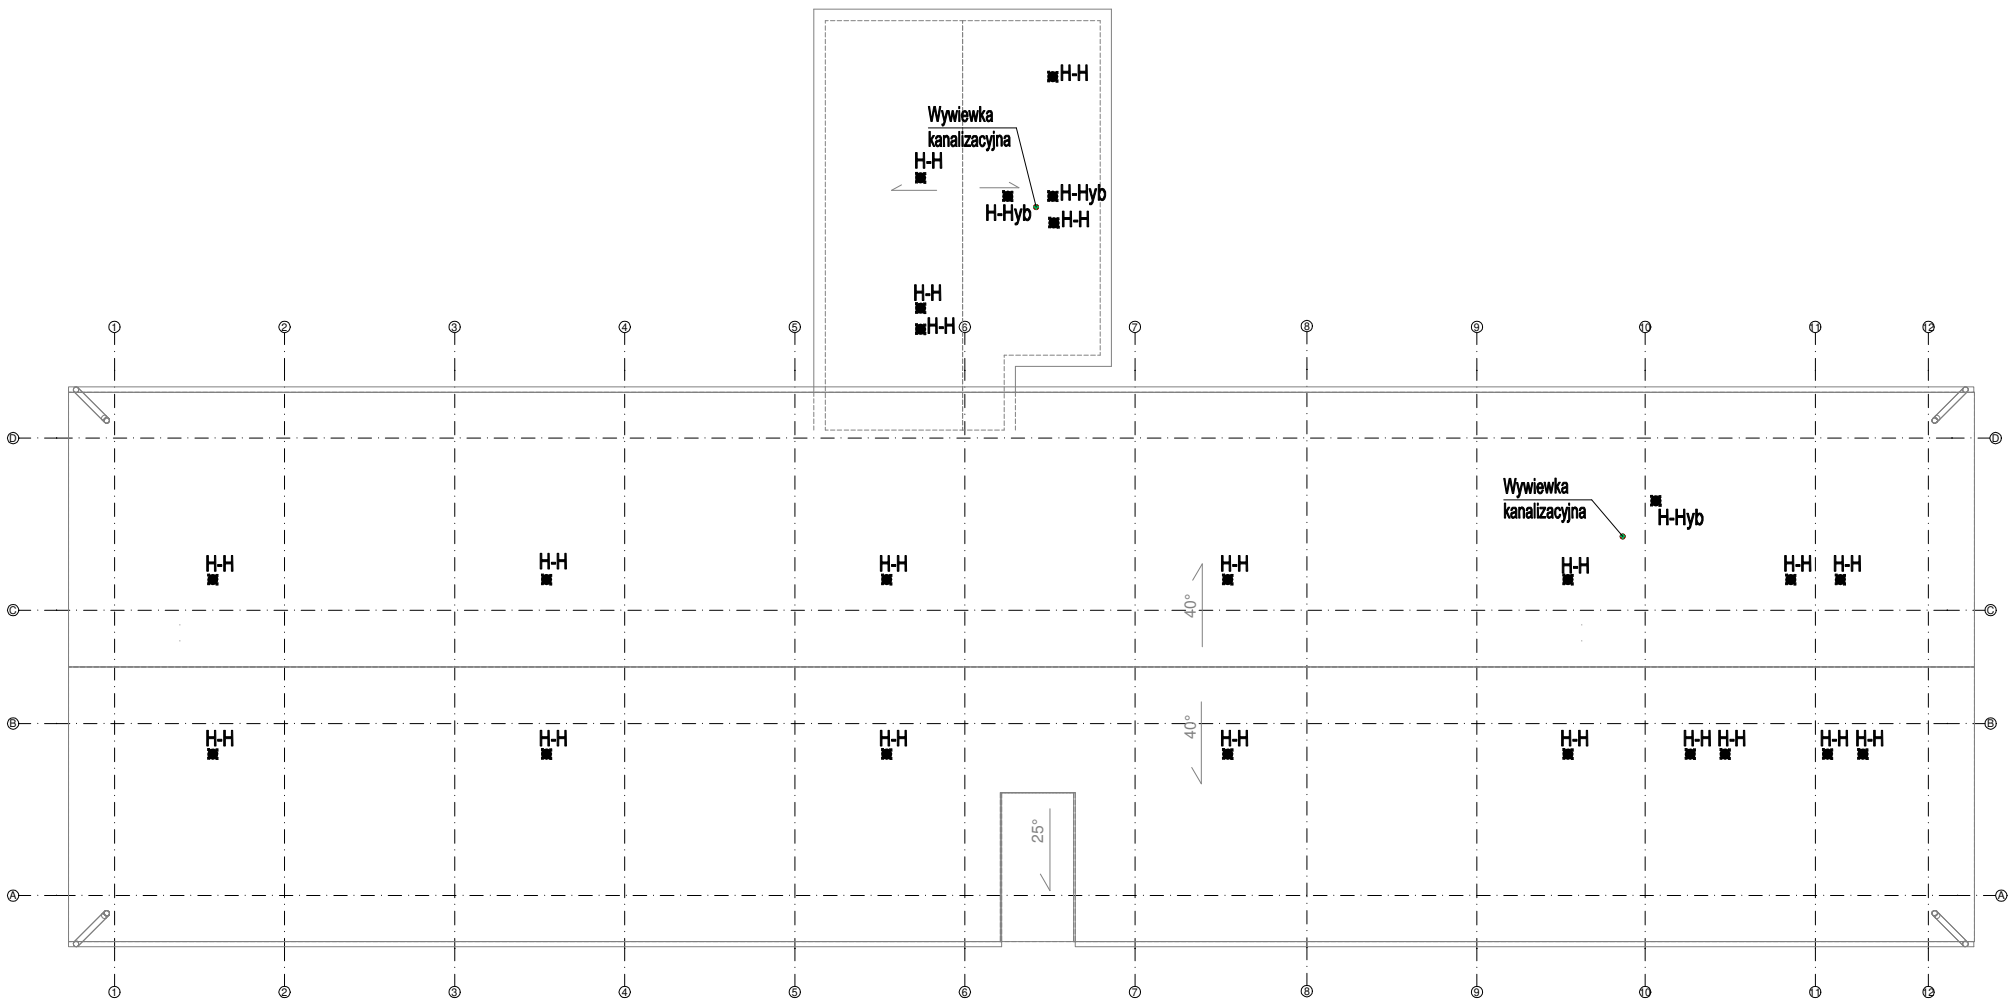 H-H
Wywiewka
kanalizacyjna
H-H
H-Hyb
H-Hyb
H-H
H-H
H-H
1 2 3 4 5 6 7 8 9 10 11 12
D D
Wywiewka
kanalizacyjna
H-Hyb
H-H H-H H-H H-H H-H H-H H-H
40°
C C
40°
B B
H-H H-H H-H H-H H-H H-H H-H H-H H-H
25°
A A
1 2 3 4 5 6 7 8 9 10 11 12